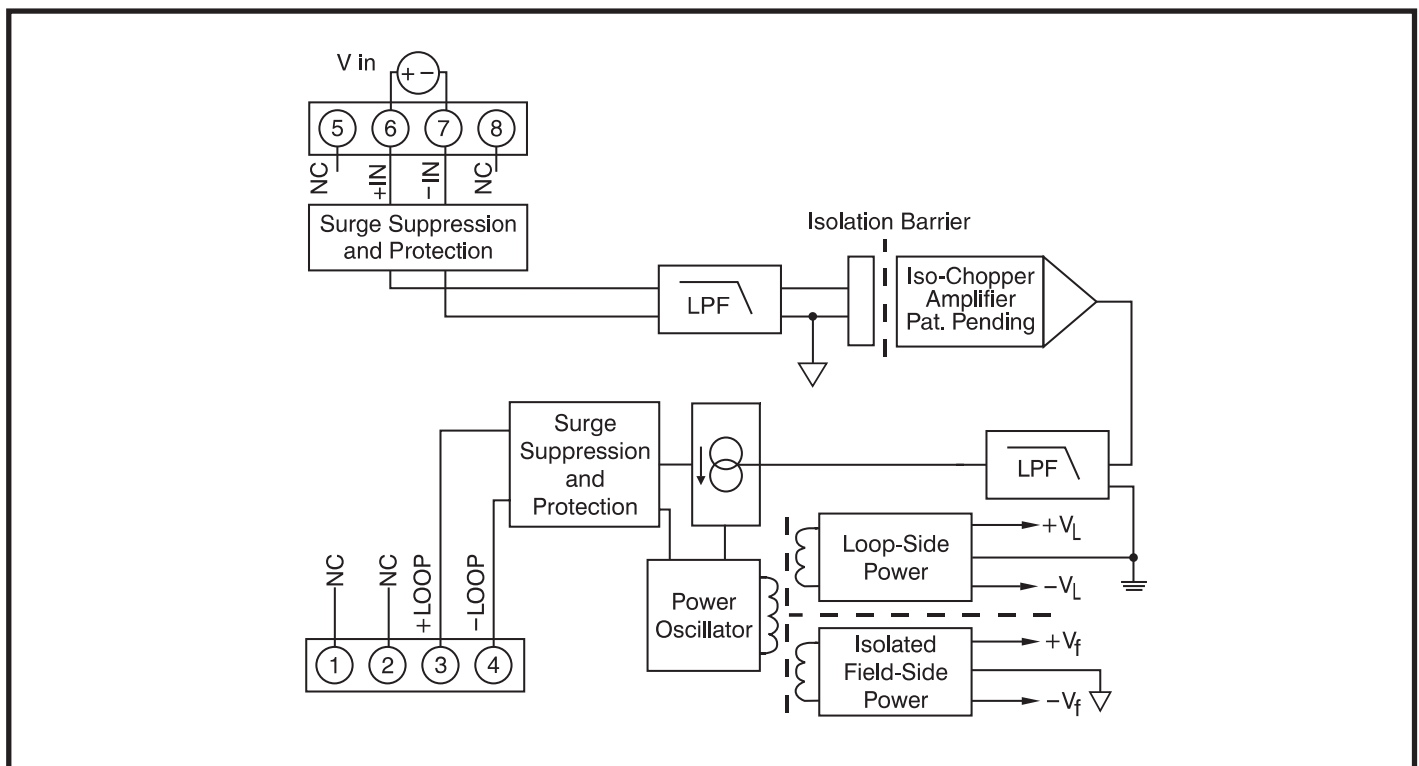 V in
+ −
5 6 7 8
NC
+IN
−IN
NC
Surge Suppression
and Protection
Isolation Barrier
LPF
Iso-Chopper
Amplifier
Pat. Pending
Surge
Suppression
and
Protection
LPF
Loop-Side
Power
+VL
−VL
Power
Oscillator
Isolated
Field-Side
Power
+Vf
−Vf
NC
NC
+LOOP
−LOOP
1 2 3 4